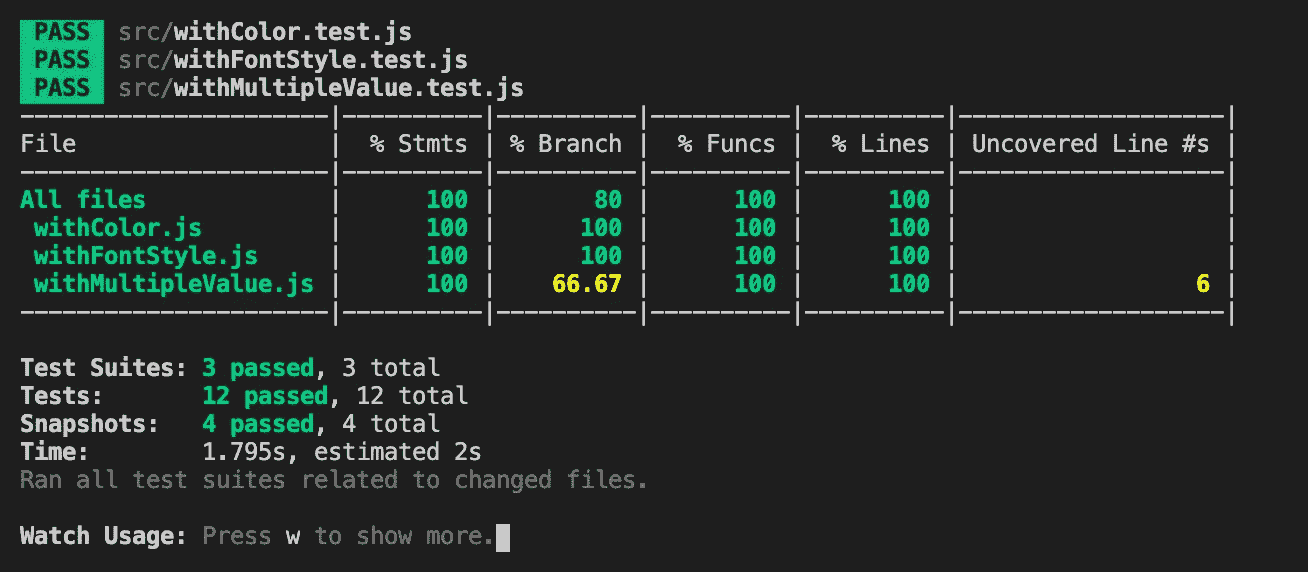 PASS src/withColor.test.js
PASS src/withFontStyle.test.js
PASS src/withMultipleValue.test.js
----------------------|----------|----------|----------|----------|-------------------|
File                  |  % Stmts | % Branch |  % Funcs |  % Lines | Uncovered Line #s |
----------------------|----------|----------|----------|----------|-------------------|
All files             |      100 |       80 |      100 |      100 |                   |
 withColor.js         |      100 |      100 |      100 |      100 |                   |
 withFontStyle.js     |      100 |      100 |      100 |      100 |                   |
 withMultipleValue.js |      100 |    66.67 |      100 |      100 |                 6 |
----------------------|----------|----------|----------|----------|-------------------|
Test Suites: 3 passed, 3 total
Tests:       12 passed, 12 total
Snapshots:   4 passed, 4 total
Time:        1.795s, estimated 2s
Ran all test suites related to changed files.
Watch Usage: Press w to show more.